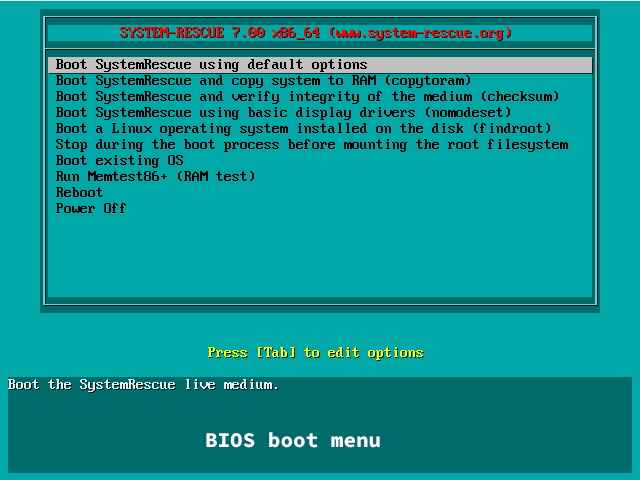 SYSTEM-RESCUE 7.00 x86_64 (www.system-rescue.org)
Boot SystemRescue using default options
Boot SystemRescue and copy system to RAM (copytoram)
Boot SystemRescue and verify integrity of the medium (checksum)
Boot SystemRescue using basic display drivers (nomodeset)
Boot a Linux operating system installed on the disk (findroot)
Stop during the boot process before mounting the root filesystem
Boot existing OS
Run Memtest86+ (RAM test)
Reboot
Power Off
Press [Tab] to edit options
Boot the SystemRescue live medium.
BIOS boot menu